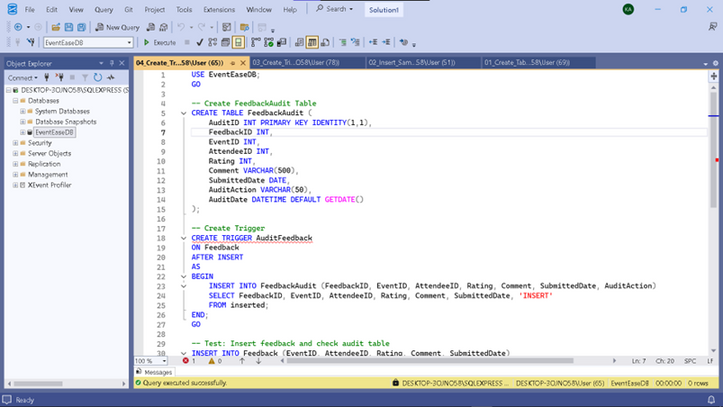 File Edit View Query Git Project Tools Extensions Window Help Search Solution1 KA
New Query
EventEaseDB Execute
Object Explorer
Connect
DESKTOP-3OJNO58\SQLEXPRESS (S
Databases
System Databases
Database Snapshots
EventEaseDB
Security
Server Objects
Replication
Management
XEvent Profiler
04_Create_Tr...58\User (65)) 03_Create_Tri...O58\User (78)) 02_Insert_Sam...58\User (51)) 01_Create_Tab...58\User (69))
1 USE EventEaseDB;
2 GO
3
4 -- Create FeedbackAudit Table
5 CREATE TABLE FeedbackAudit (
6 AuditID INT PRIMARY KEY IDENTITY(1,1),
7 FeedbackID INT,
8 EventID INT,
9 AttendeeID INT,
10 Rating INT,
11 Comment VARCHAR(500),
12 SubmittedDate DATE,
13 AuditAction VARCHAR(50),
14 AuditDate DATETIME DEFAULT GETDATE()
15 );
16
17 -- Create Trigger
18 CREATE TRIGGER AuditFeedback
19 ON Feedback
20 AFTER INSERT
21 AS
22 BEGIN
23 INSERT INTO FeedbackAudit (FeedbackID, EventID, AttendeeID, Rating, Comment, SubmittedDate, AuditAction)
24 SELECT FeedbackID, EventID, AttendeeID, Rating, Comment, SubmittedDate, 'INSERT'
25 FROM inserted;
26 END;
27 GO
28
29 -- Test: Insert feedback and check audit table
30 INSERT INTO Feedback (EventID, AttendeeID, Rating, Comment, SubmittedDate)
100 % 1 0 Ln: 7 Ch: 20 SPC LF
Messages
Query executed successfully. DESKTOP-3OJNO58\SQLEXPRESS ... DESKTOP-3OJNO58\User (65) EventEaseDB 00:00:00 0 rows
Ready